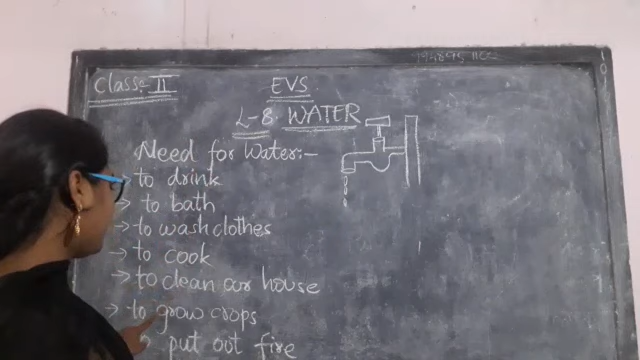 Class:- II
EVS
L-8. WATER
Need for Water:-
→ to drink
→ to bath
→ to wash clothes
→ to cook
→ to clean our house
→ to grow crops
put out fire